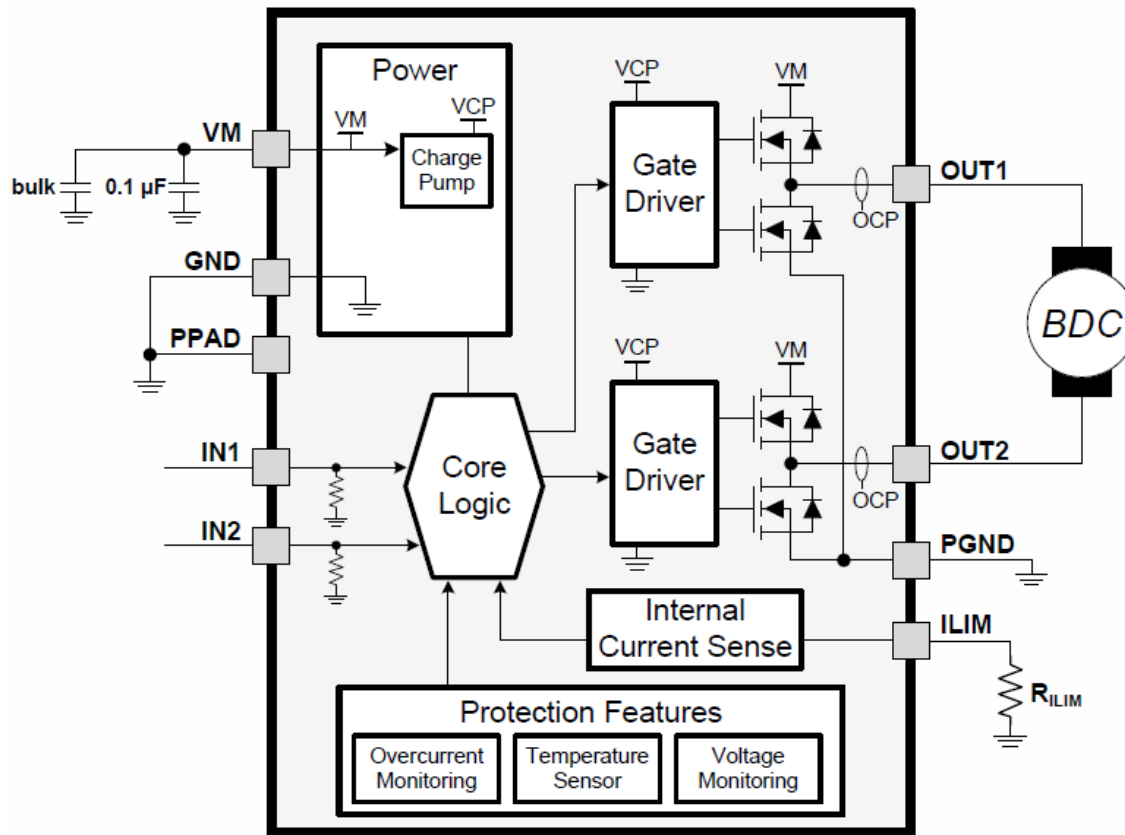 Power
VCP
VM
VM
Charge
Pump
bulk
0.1 µF
GND
PPAD
VCP
VM
Gate
Driver
OCP
OUT1
BDC
VCP
VM
Gate
Driver
OCP
OUT2
IN1
IN2
Core
Logic
PGND
Internal
Current Sense
ILIM
RILIM
Protection Features
Overcurrent
Monitoring
Temperature
Sensor
Voltage
Monitoring